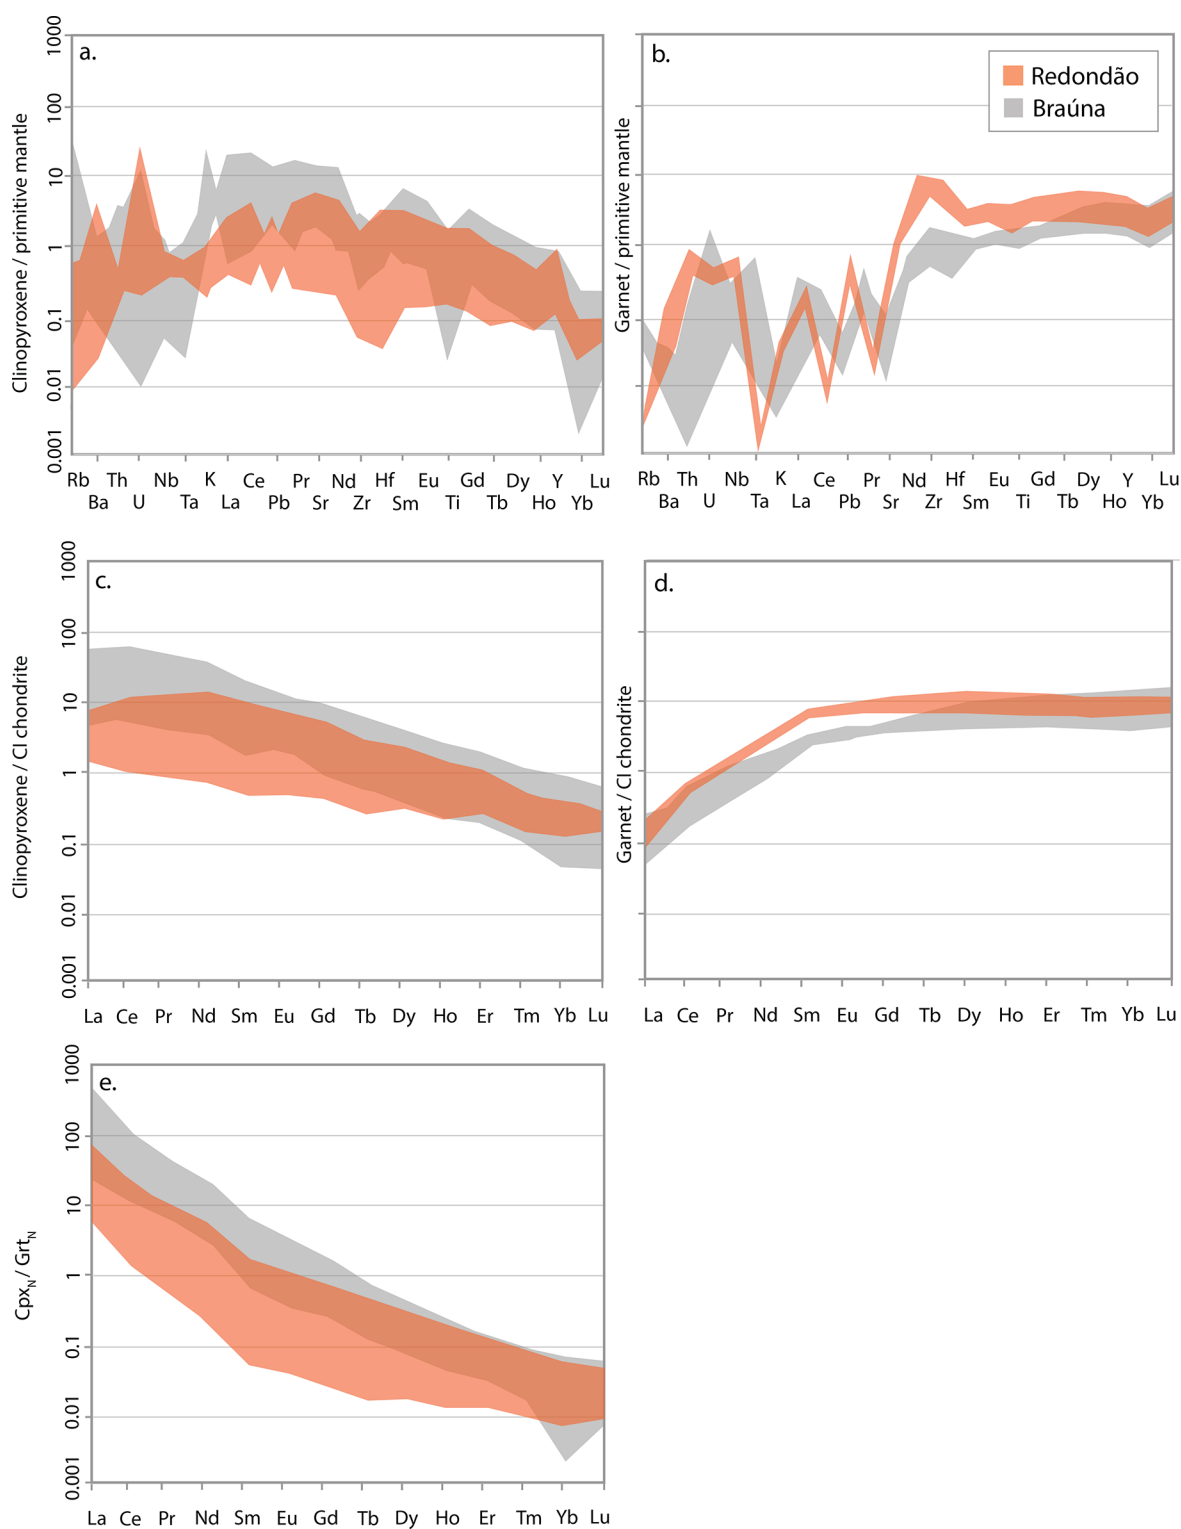 a.
Clinopyroxene / primitive mantle
1000
100
10
1
0.1
0.01
0.001
Rb Th Nb K Ce Pr Nd Hf Eu Gd Dy Y Lu
Ba U Ta La Pb Sr Zr Sm Ti Tb Ho Yb
b.
Redondão
Braúna
Garnet / primitive mantle
Rb Th Nb K Ce Pr Nd Hf Eu Gd Dy Y Lu
Ba U Ta La Pb Sr Zr Sm Ti Tb Ho Yb
c.
Clinopyroxene / CI chondrite
1000
100
10
1
0.1
0.01
0.001
La Ce Pr Nd Sm Eu Gd Tb Dy Ho Er Tm Yb Lu
d.
Garnet / CI chondrite
La Ce Pr Nd Sm Eu Gd Tb Dy Ho Er Tm Yb Lu
e.
Cpx_N / Grt_N
1000
100
10
1
0.1
0.01
0.001
La Ce Pr Nd Sm Eu Gd Tb Dy Ho Er Tm Yb Lu